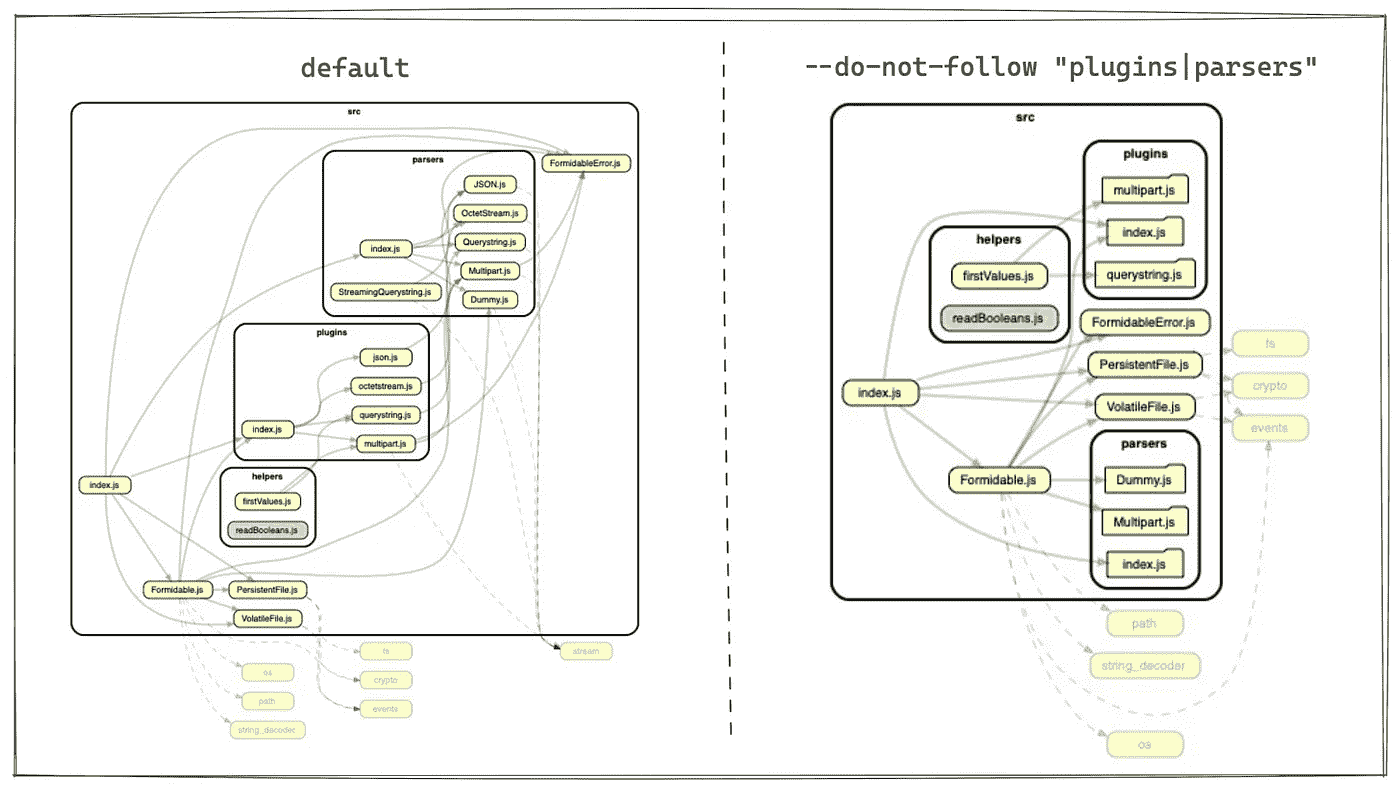 default
src
parsers
FormidableError.js
JSON.js
OctetStream.js
Querystring.js
index.js
Multipart.js
StreamingQuerystring.js
Dummy.js
plugins
json.js
octetstream.js
querystring.js
index.js
multipart.js
helpers
index.js
firstValues.js
readBooleans.js
Formidable.js
PersistentFile.js
VolatileFile.js
fs
stream
os
crypto
path
events
string_decoder
--do-not-follow "plugins|parsers"
src
plugins
multipart.js
index.js
helpers
firstValues.js
querystring.js
readBooleans.js
FormidableError.js
fs
PersistentFile.js
crypto
index.js
VolatileFile.js
events
parsers
Formidable.js
Dummy.js
Multipart.js
index.js
path
string_decoder
os